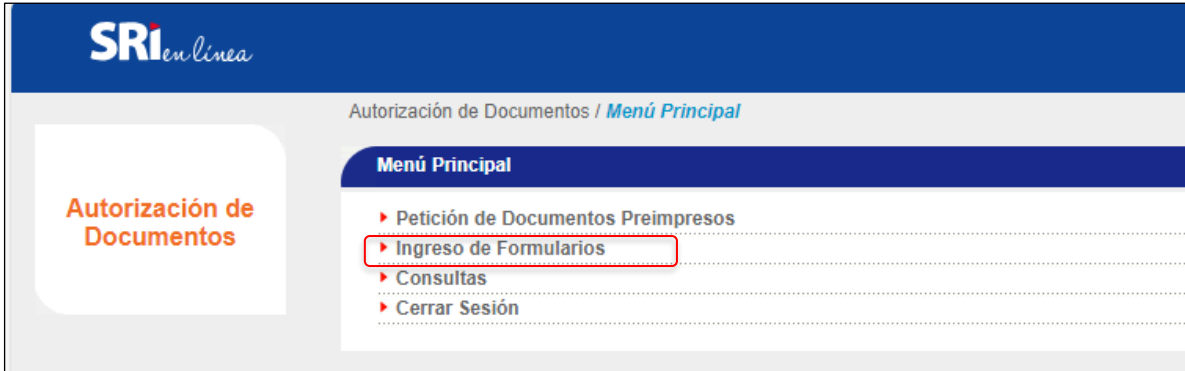 SRi en línea
Autorización de Documentos / Menú Principal
Menú Principal
Autorización de
Documentos
Petición de Documentos Preimpresos
Ingreso de Formularios
Consultas
Cerrar Sesión